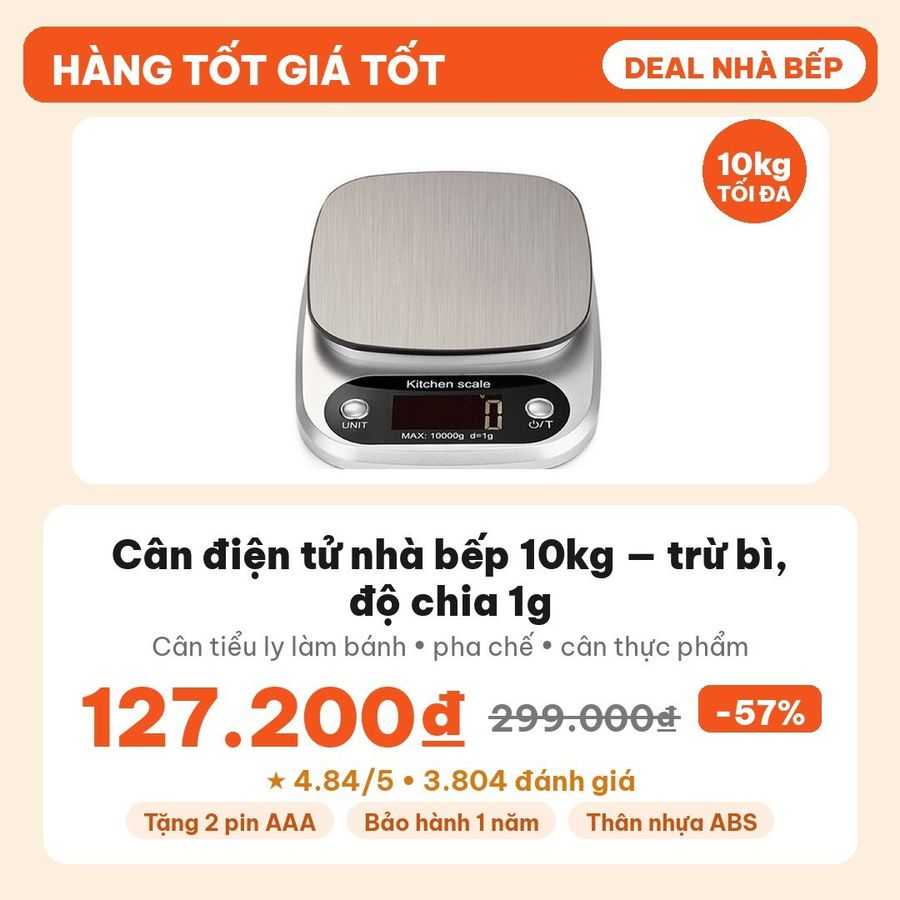 HÀNG TỐT GIÁ TỐT
DEAL NHÀ BẾP
10kg
TỐI ĐA
Kitchen scale
0
UNIT
⏻/T
MAX: 10000g d=1g
Cân điện tử nhà bếp 10kg — trừ bì,
độ chia 1g
Cân tiểu ly làm bánh • pha chế • cân thực phẩm
127.200₫ 299.000₫ -57%
★ 4.84/5 • 3.804 đánh giá
Tặng 2 pin AAA
Bảo hành 1 năm
Thân nhựa ABS